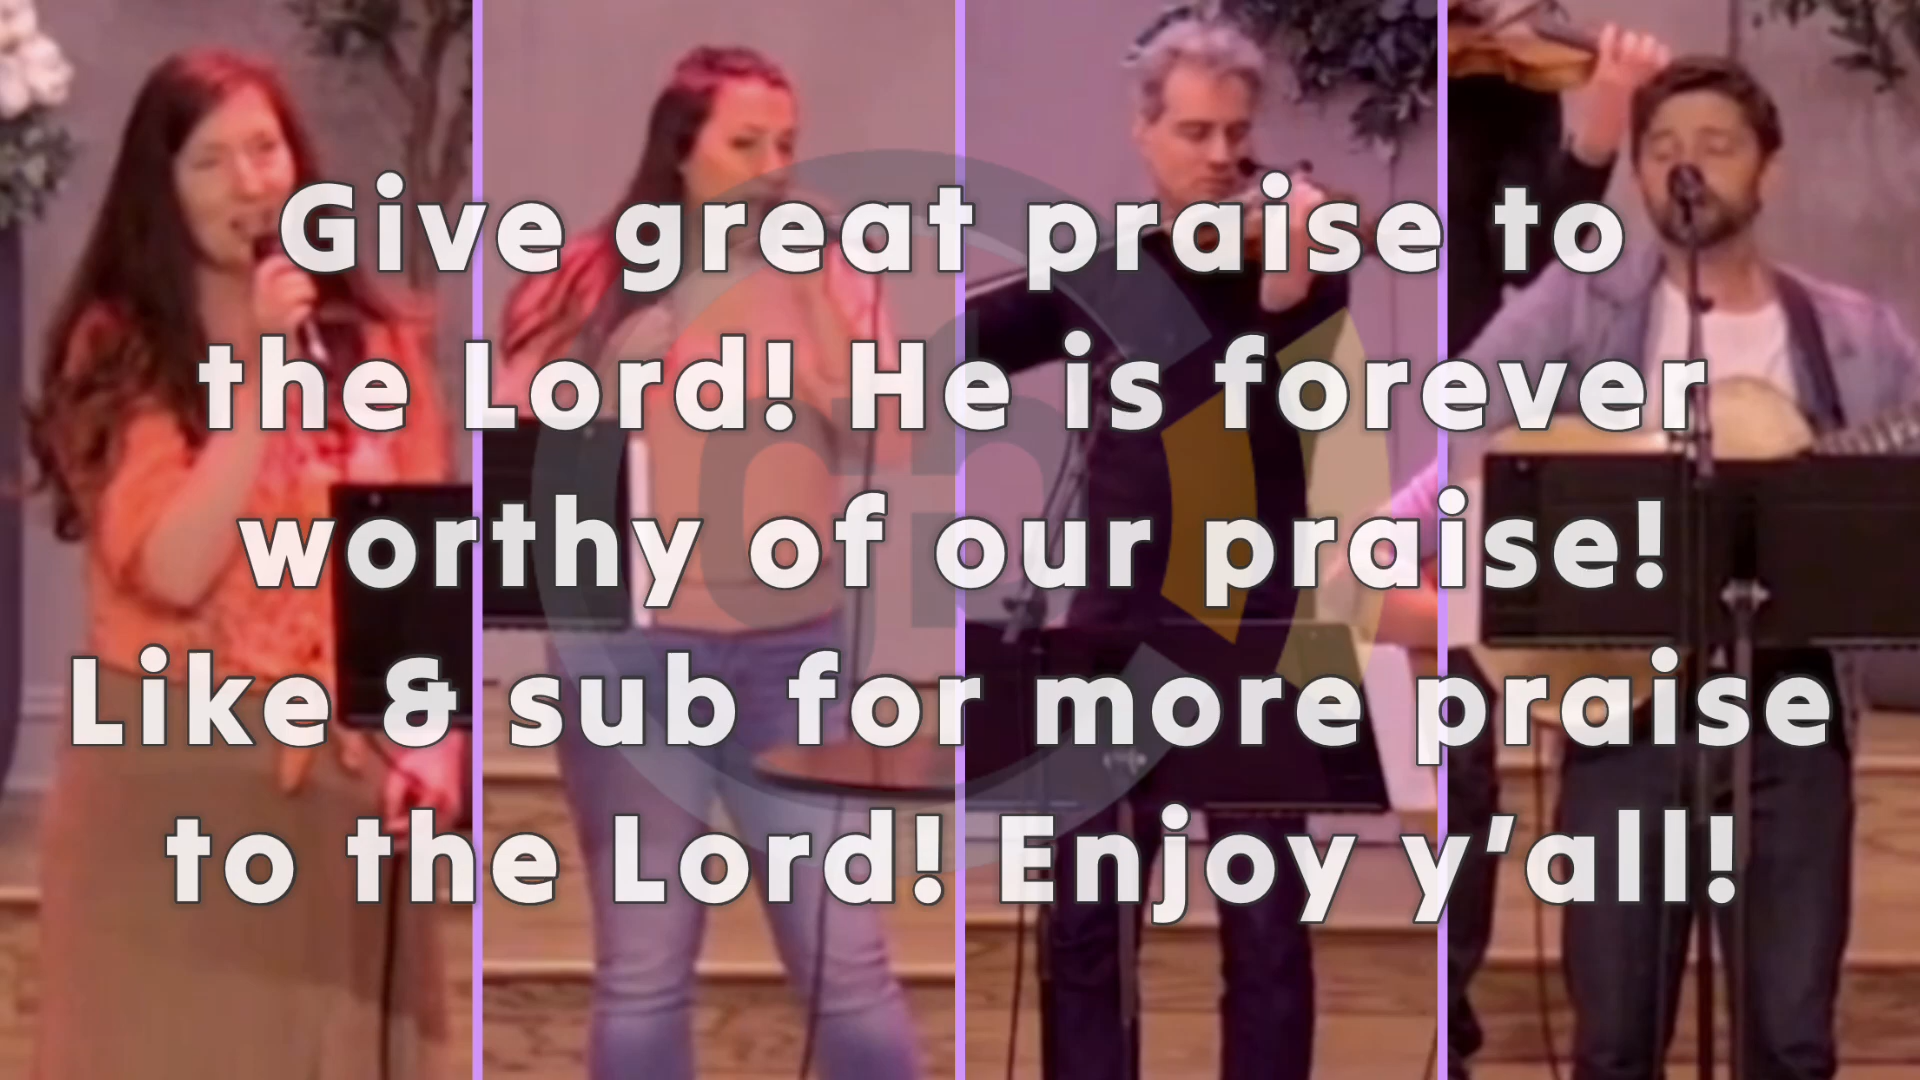 Give great praise to
the Lord! He is forever
worthy of our praise!
Like & sub for more praise
to the Lord! Enjoy y'all!